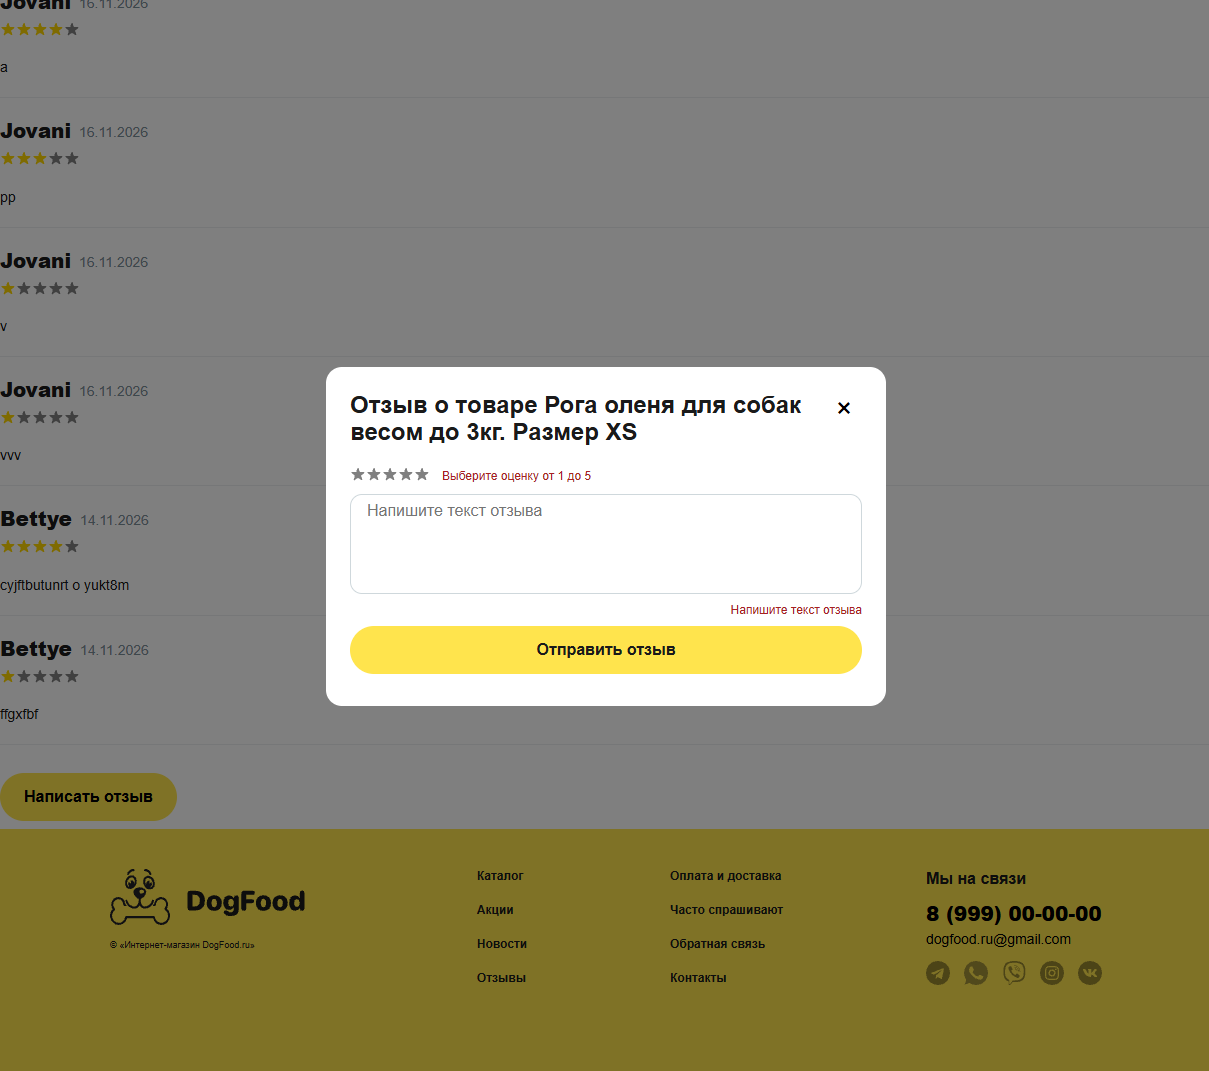 Jovani 16.11.2026
a
Jovani 16.11.2026
pp
Jovani 16.11.2026
v
Jovani 16.11.2026
vvv
Bettye 14.11.2026
cyjftbutunrt o yukt8m
Bettye 14.11.2026
ffgxfbf
Написать отзыв
Отзыв о товаре Рога оленя для собак
весом до 3кг. Размер XS
Выберите оценку от 1 до 5
Напишите текст отзыва
Напишите текст отзыва
Отправить отзыв
DogFood
© «Интернет-магазин DogFood.ru»
Каталог
Акции
Новости
Отзывы
Оплата и доставка
Часто спрашивают
Обратная связь
Контакты
Мы на связи
8 (999) 00-00-00
dogfood.ru@gmail.com